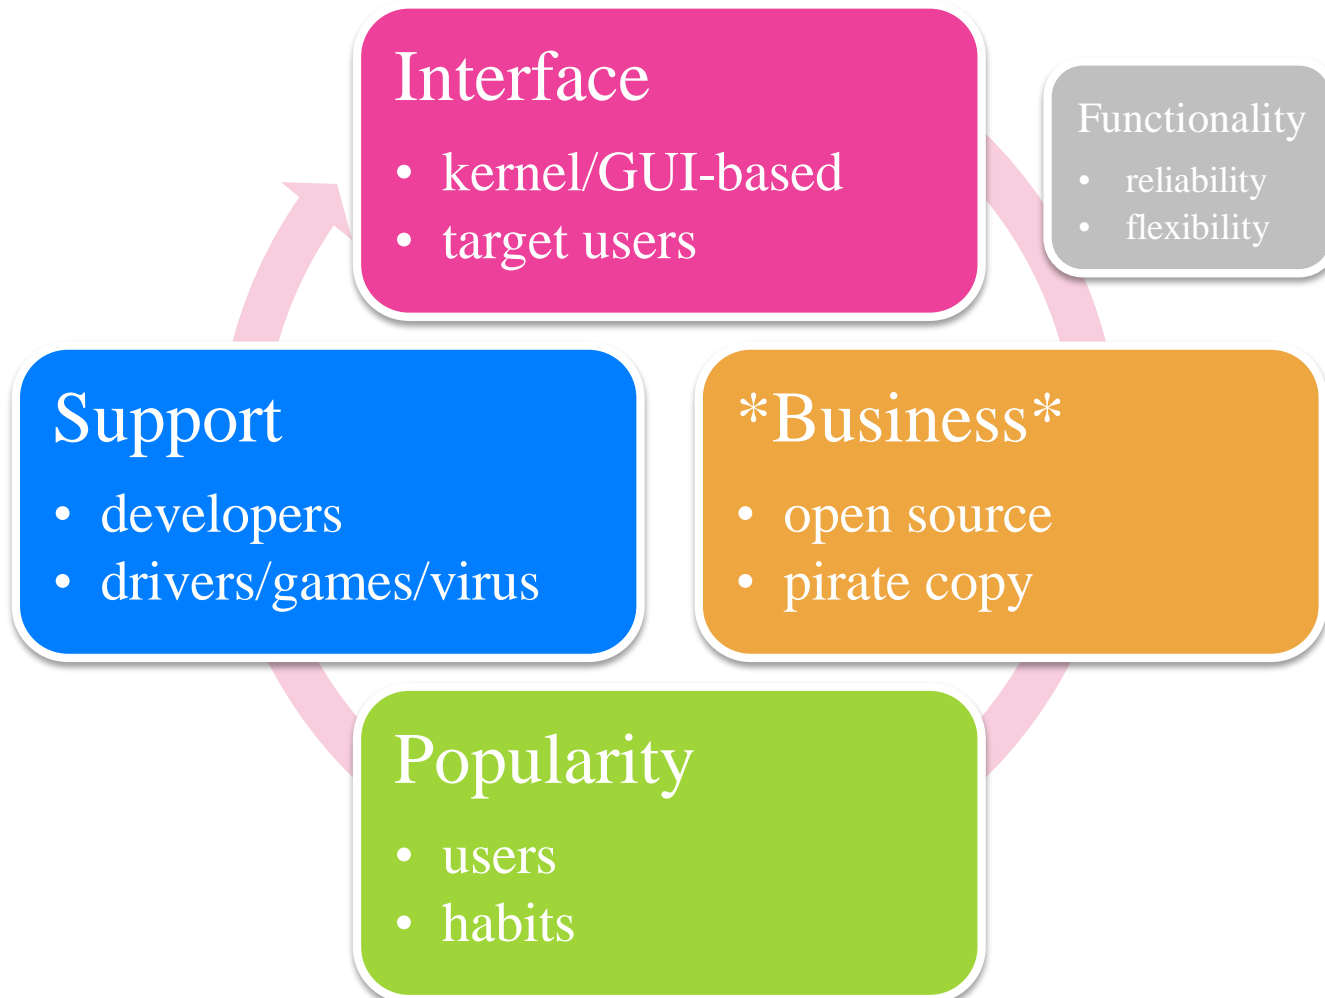 Interface
• kernel/GUI-based
• target users
Functionality
• reliability
• flexibility
Support
• developers
• drivers/games/virus
*Business*
• open source
• pirate copy
Popularity
• users
• habits